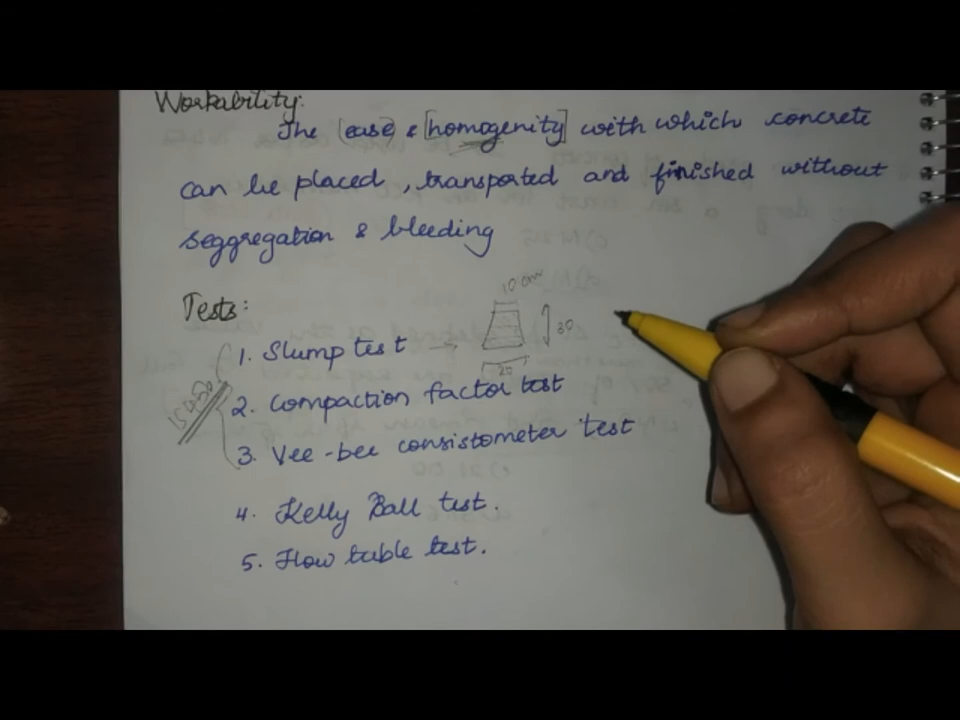 Workability:
The (ease) & [homogenity] with which concrete
can be placed, transported and finished without
seggregation & bleeding
Tests:
10 cm
1. Slump test →
30
20
2. Compaction factor test
IS 456
3. Vee-bee consistometer test
4. Kelly Ball test.
5. Flow table test.